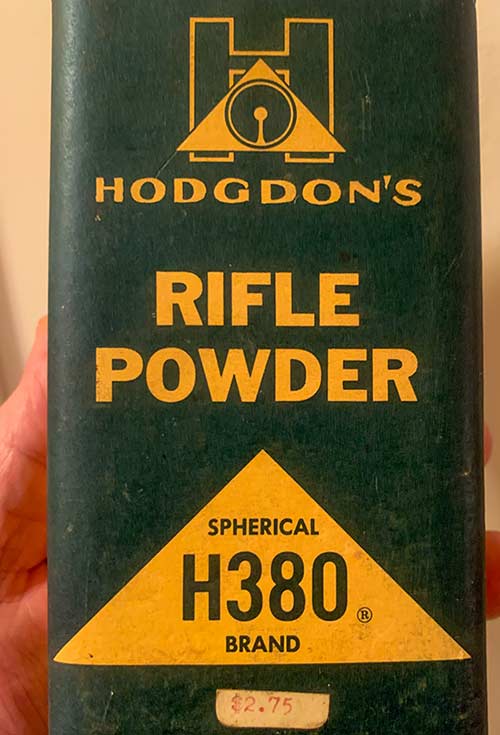 HODGDON'S
RIFLE
POWDER
SPHERICAL
H380®
BRAND
$2.75